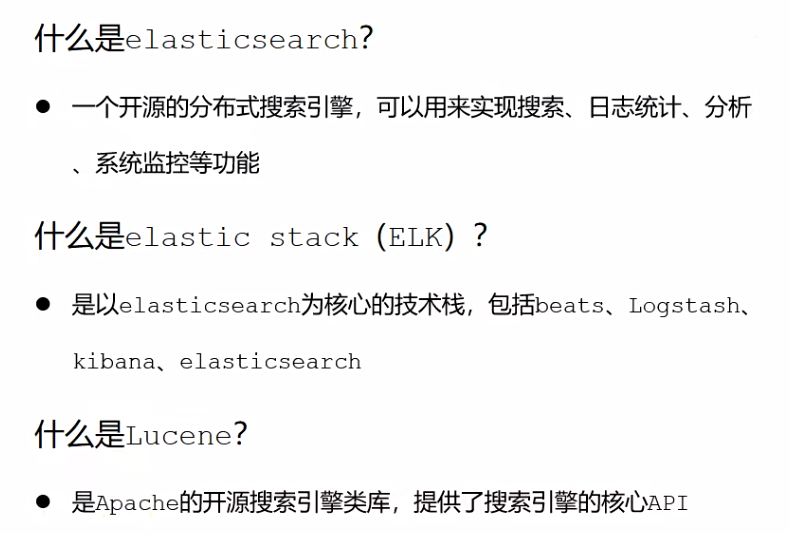 什么是elasticsearch？
● 一个开源的分布式搜索引擎，可以用来实现搜索、日志统计、分析
、系统监控等功能
什么是elastic stack（ELK）？
● 是以elasticsearch为核心的技术栈，包括beats、Logstash、
kibana、elasticsearch
什么是Lucene？
● 是Apache的开源搜索引擎类库，提供了搜索引擎的核心API